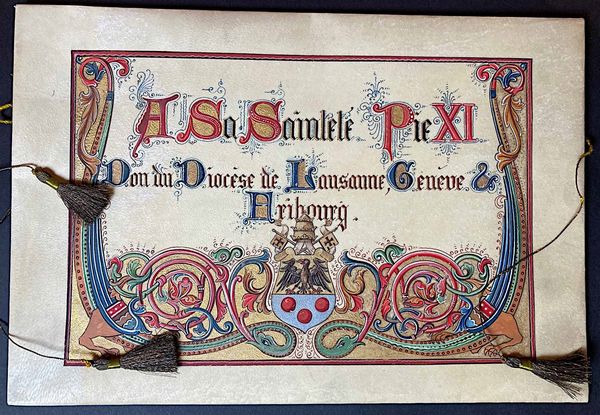 A Sa Sainteté Pie XI
Don du Diocèse de Lausanne, Genève &
Fribourg.